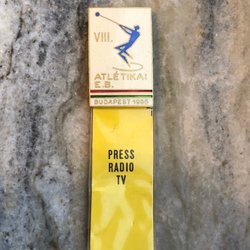 VIII.
ATLÉTIKAI
E.B.
BUDAPEST 1966
PRESS
RADIO
TV